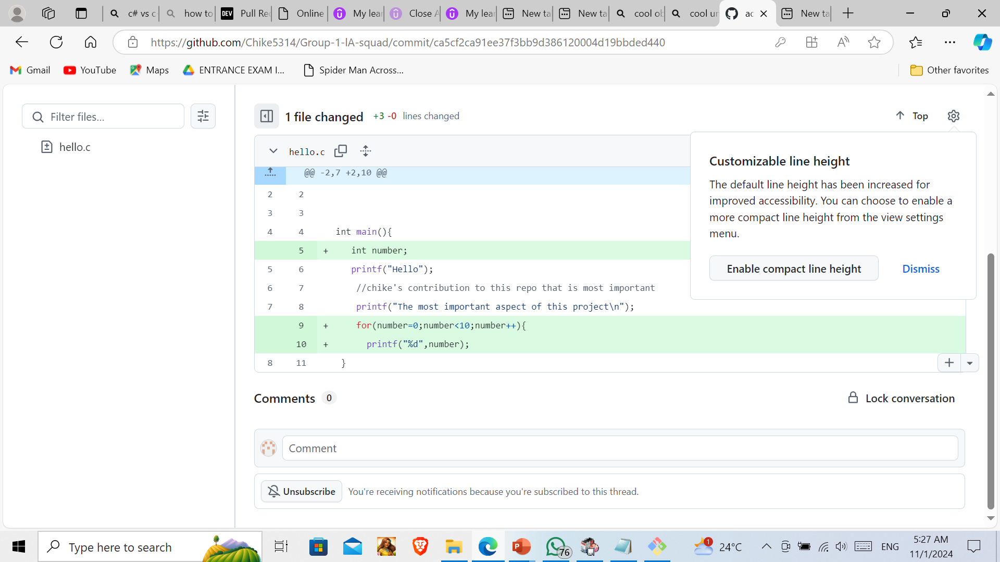 c# vs c
how to
DEV
Pull Req
Online
My lear
Close A
My lear
New ta
New ta
cool ob
cool un
ac
New ta
https://github.com/Chike5314/Group-1-IA-squad/commit/ca5cf2ca91ee37f3bb9d386120004d19bbded440
Gmail
YouTube
Maps
ENTRANCE EXAM I...
Spider Man Across...
Other favorites
Filter files...
hello.c
1 file changed +3 -0 lines changed
Top
hello.c
@@ -2,7 +2,10 @@
2 2
3 3
4 4 int main(){
5 + int number;
5 6 printf("Hello");
6 7 //chike's contribution to this repo that is most important
7 8 printf("The most important aspect of this project\n");
9 + for(number=0;number<10;number++){
10 + printf("%d",number);
8 11 }
Customizable line height
The default line height has been increased for
improved accessibility. You can choose to enable a
more compact line height from the view settings
menu.
Enable compact line height
Dismiss
Comments 0
Lock conversation
Comment
Unsubscribe
You're receiving notifications because you're subscribed to this thread.
Type here to search
P
76
1
24°C
ENG
5:27 AM
11/1/2024